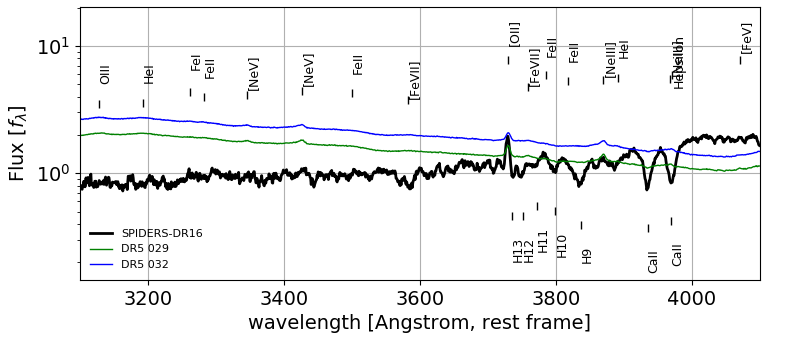 10¹
10⁰
Flux [f_λ]
OIII
HeI
FeI
FeII
[NeV]
[NeV]
FeII
[FeVII]
[OII]
[FeVII]
FeII
FeII
[NeIII]
HeI
[NeIII]
Hepsilon
[FeV]
SPIDERS-DR16
DR5 029
DR5 032
H13
H12
H11
H10
H9
CaII
CaII
3200
3400
3600
3800
4000
wavelength [Angstrom, rest frame]